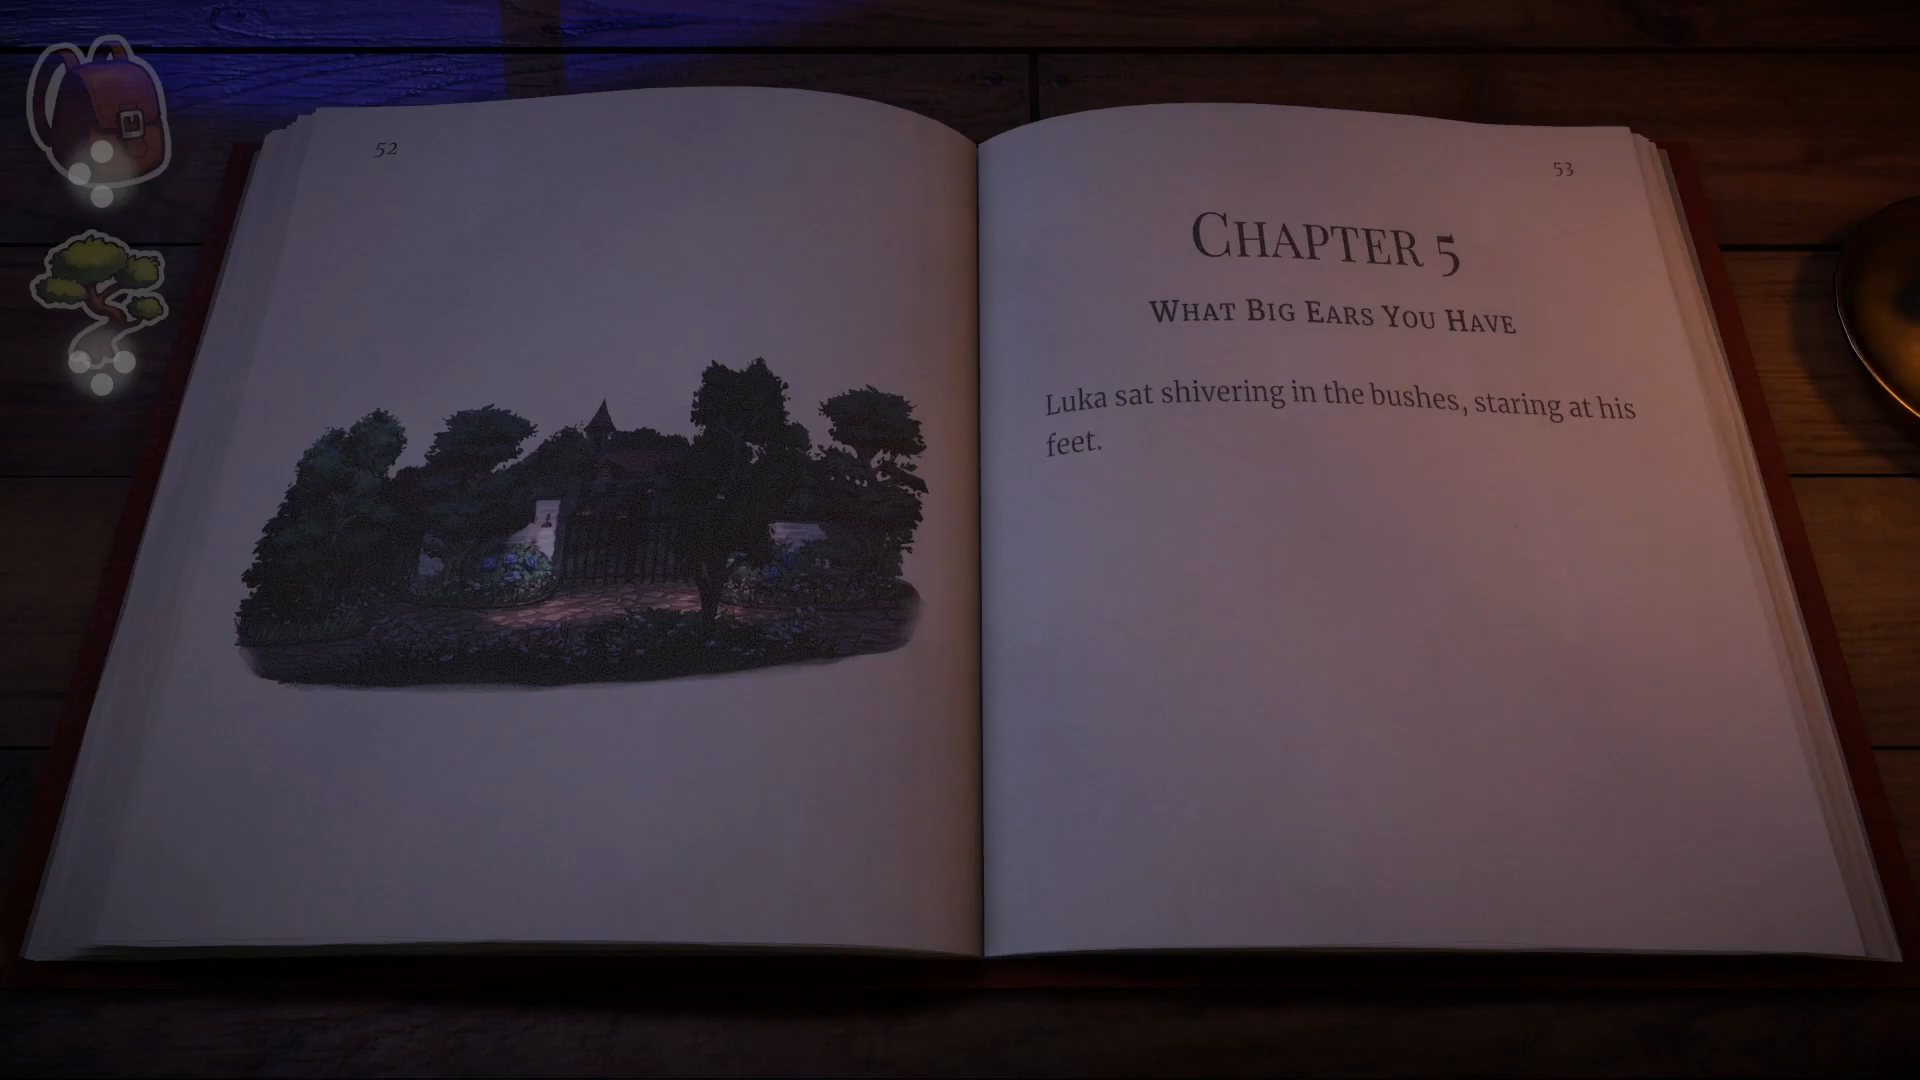 52
53
Chapter 5
What Big Ears You Have
Luka sat shivering in the bushes, staring at his
feet.